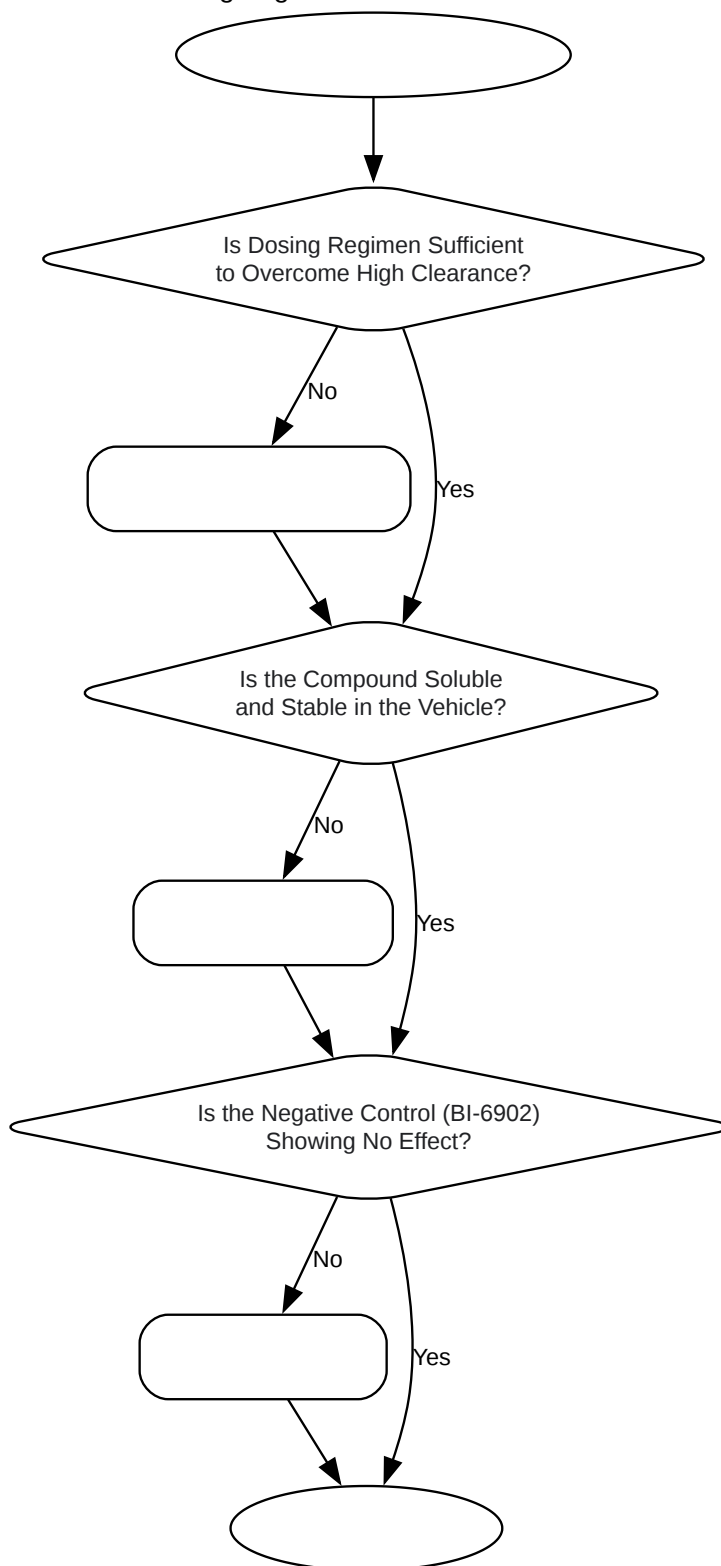 Is Dosing Regimen Sufficient
to Overcome High Clearance?
No
Yes
Is the Compound Soluble
and Stable in the Vehicle?
No
Yes
Is the Negative Control (BI-6902)
Showing No Effect?
No
Yes